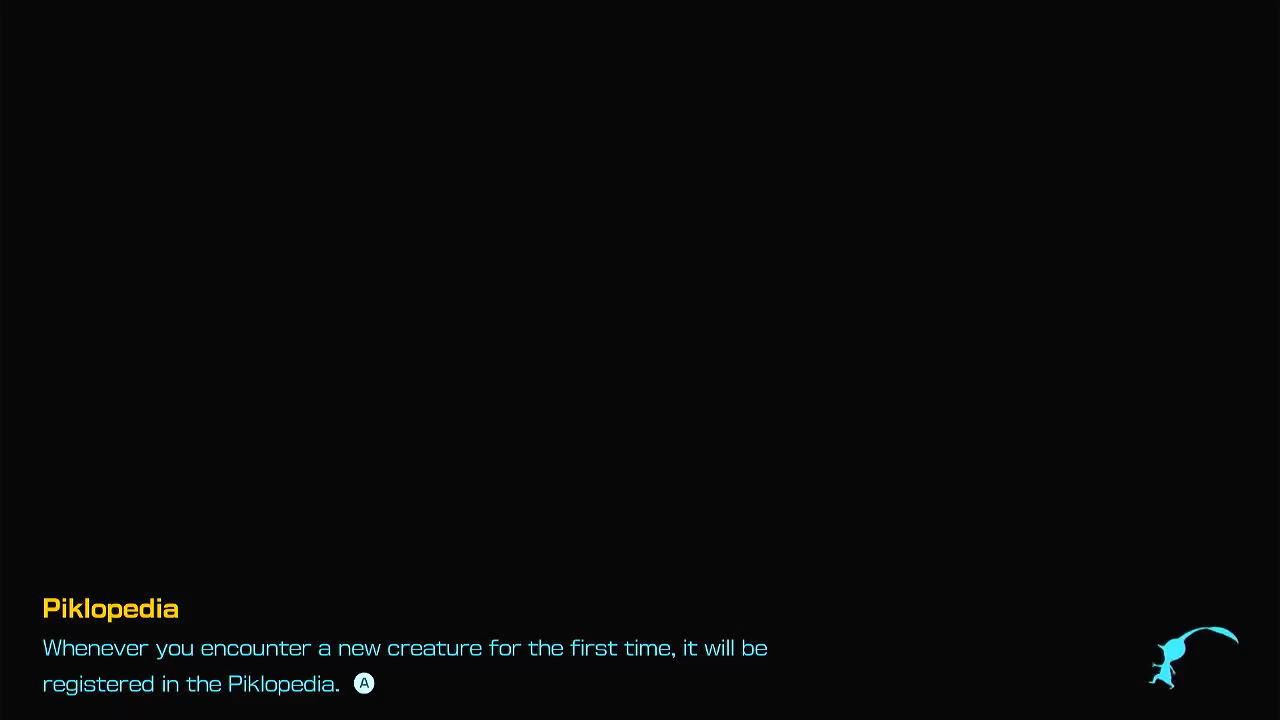 Piklopedia
Whenever you encounter a new creature for the first time, it will be
registered in the Piklopedia. A